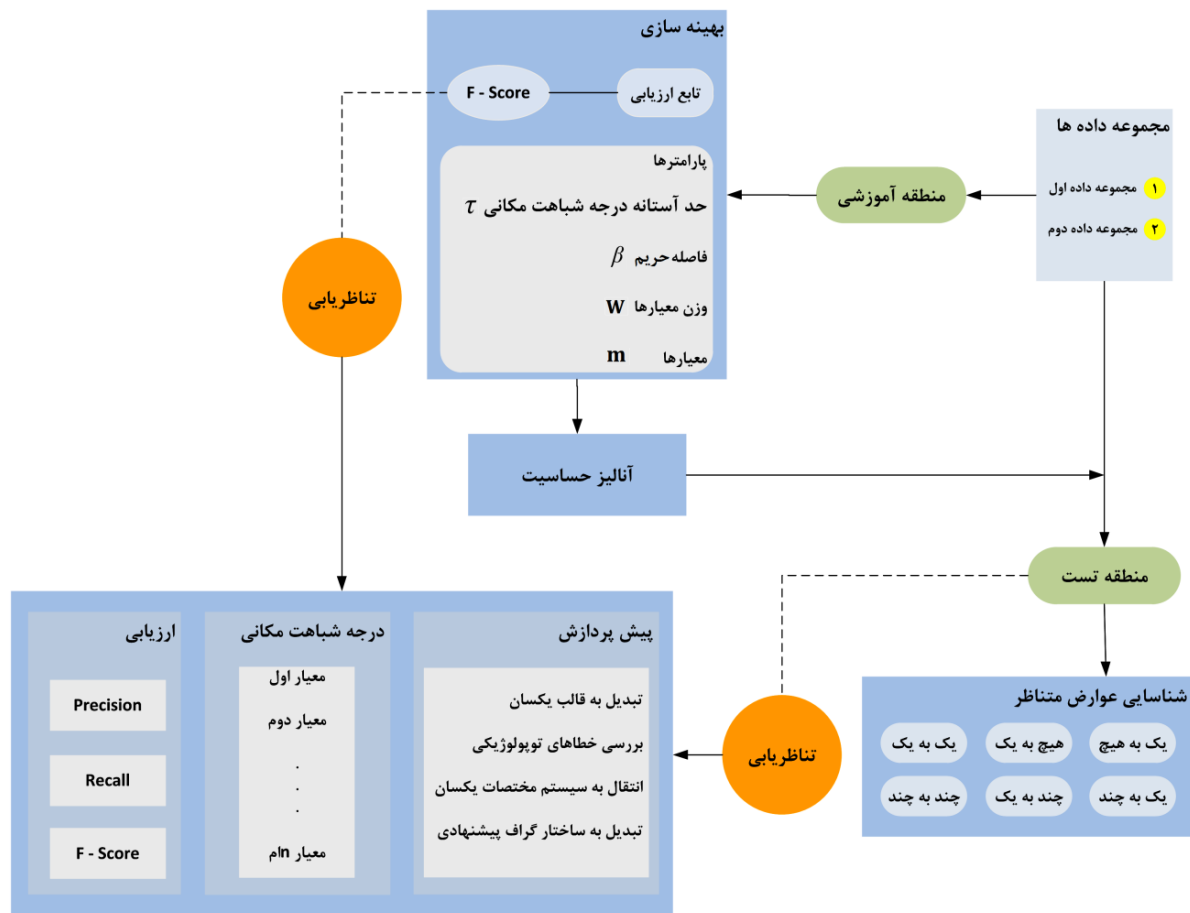 بهینه سازی
تابع ارزیابی
F - Score
پارامترها
حد آستانه درجه شباهت مکانی τ
فاصله حریم β
وزن معیارها W
معیارها m
مجموعه داده ها
۱ مجموعه داده اول
۲ مجموعه داده دوم
منطقه آموزشی
تناظریابی
آنالیز حساسیت
منطقه تست
شناسایی عوارض متناظر
یک به هیچ
هیچ به یک
یک به یک
یک به چند
چند به یک
چند به چند
تناظریابی
پیش پردازش
تبدیل به قالب یکسان
بررسی خطاهای توپولوژیکی
انتقال به سیستم مختصات یکسان
تبدیل به ساختار گراف پیشنهادی
درجه شباهت مکانی
معیار اول
معیار دوم
.
.
.
معیار nام
ارزیابی
Precision
Recall
F - Score